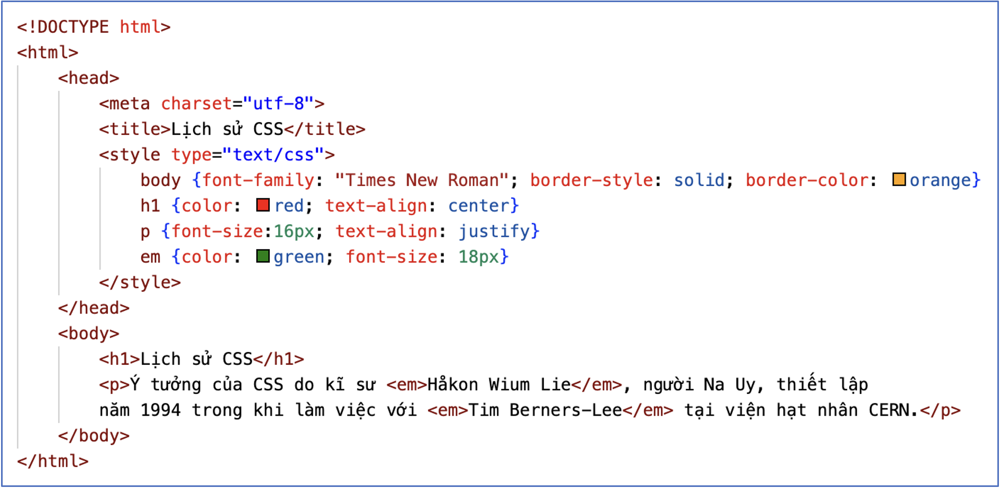 <!DOCTYPE html>
<html>
<head>
<meta charset="utf-8">
<title>Lịch sử CSS</title>
<style type="text/css">
body {font-family: "Times New Roman"; border-style: solid; border-color: orange}
h1 {color: red; text-align: center}
p {font-size:16px; text-align: justify}
em {color: green; font-size: 18px}
</style>
</head>
<body>
<h1>Lịch sử CSS</h1>
<p>Ý tưởng của CSS do kĩ sư <em>Håkon Wium Lie</em>, người Na Uy, thiết lập
năm 1994 trong khi làm việc với <em>Tim Berners-Lee</em> tại viện hạt nhân CERN.</p>
</body>
</html>